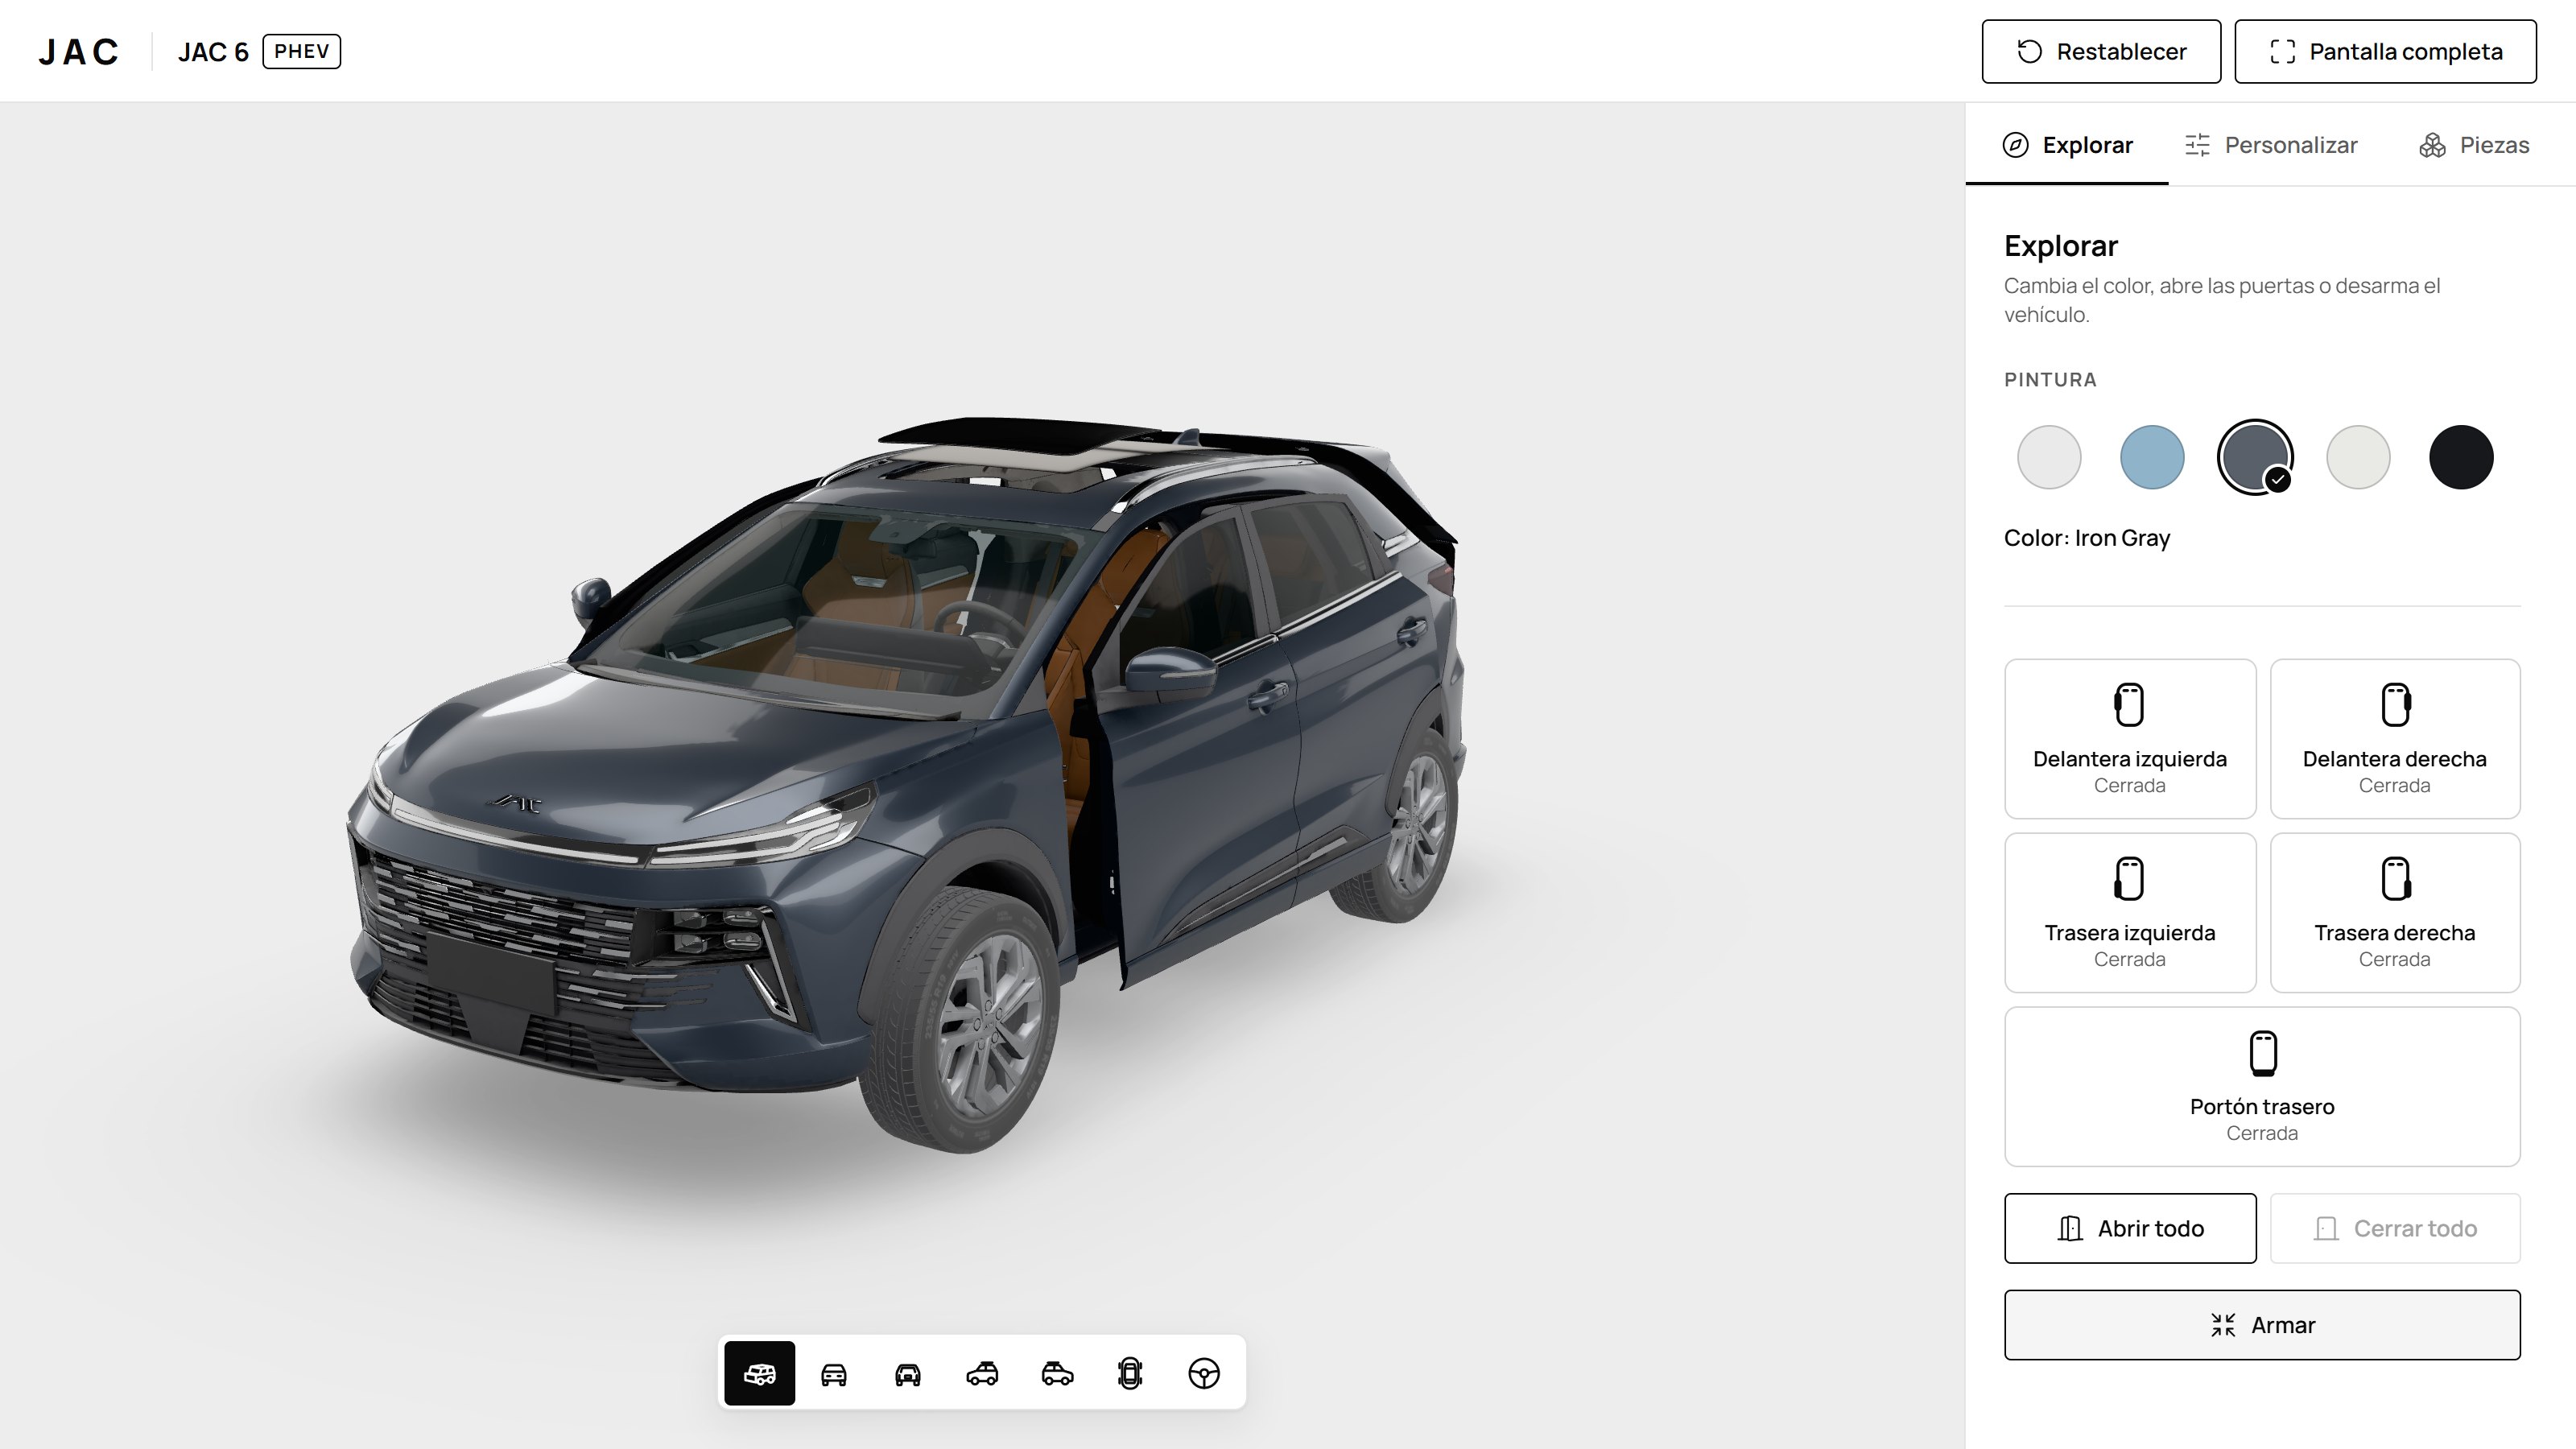 JAC
JAC 6
PHEV
Restablecer
Pantalla completa
Explorar
Personalizar
Piezas
Explorar
Cambia el color, abre las puertas o desarma el
vehículo.
PINTURA
Color: Iron Gray
Delantera izquierda
Cerrada
Delantera derecha
Cerrada
Trasera izquierda
Cerrada
Trasera derecha
Cerrada
Portón trasero
Cerrada
Abrir todo
Cerrar todo
Armar
JAC